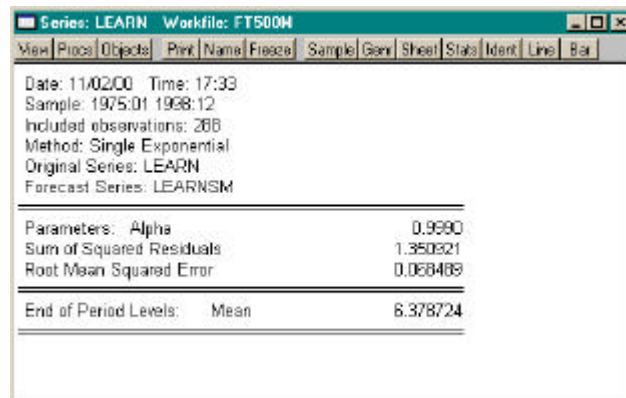 Series: LEARN Workfile: FT500M
View Procs Objects Print Name Freeze Sample Genr Sheet Stats Ident Line Bar
Date: 11/02/00 Time: 17:33
Sample: 1975:01 1998:12
Included observations: 288
Method: Single Exponential
Original Series: LEARN
Forecast Series: LEARNSM
Parameters: Alpha 0.9990
Sum of Squared Residuals 1.350921
Root Mean Squared Error 0.068489
End of Period Levels: Mean 6.378724